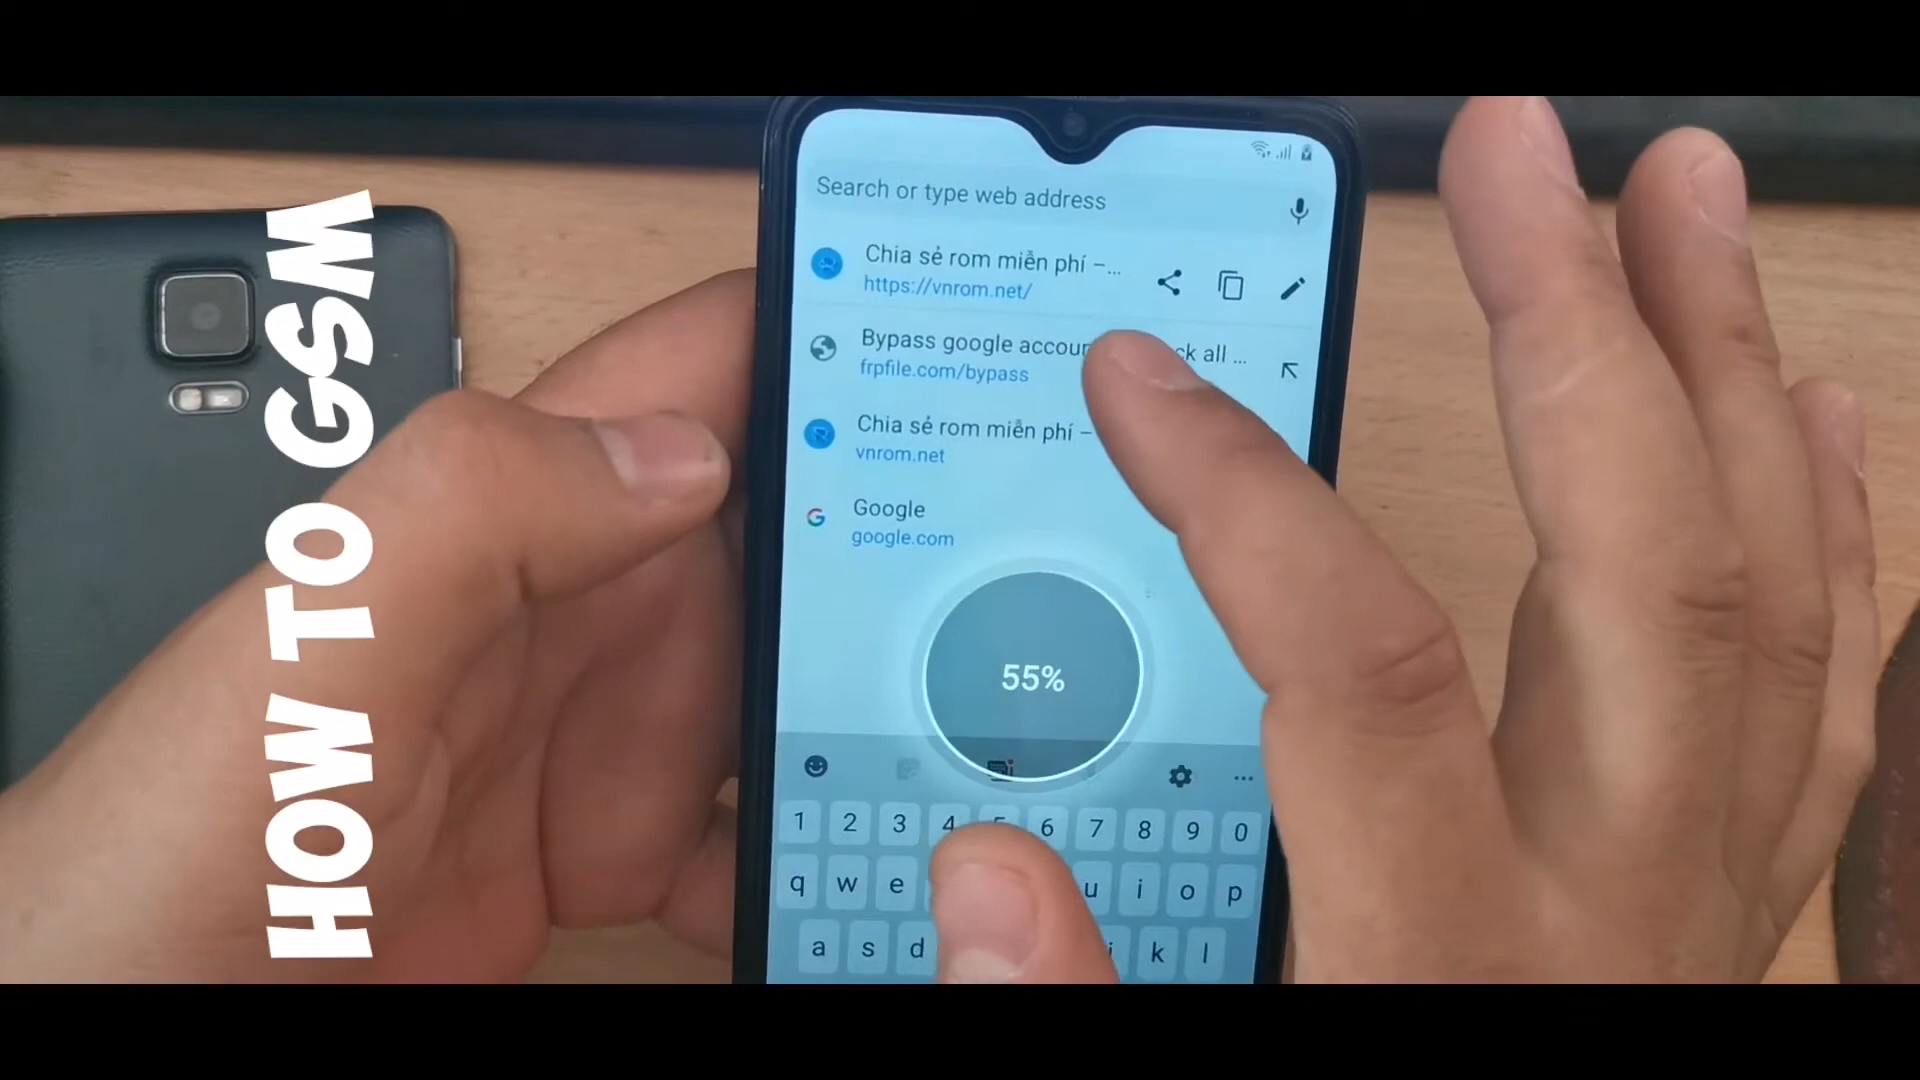 HOW TO GSM
Search or type web address
Chia sẻ rom miễn phí –...
https://vnrom.net/
Bypass google accoun ck all ...
frpfile.com/bypass
Chia sẻ rom miễn phí –
vnrom.net
Google
google.com
55%
1 2 3 4 5 6 7 8 9 0
q w e u i o p
a s d k l